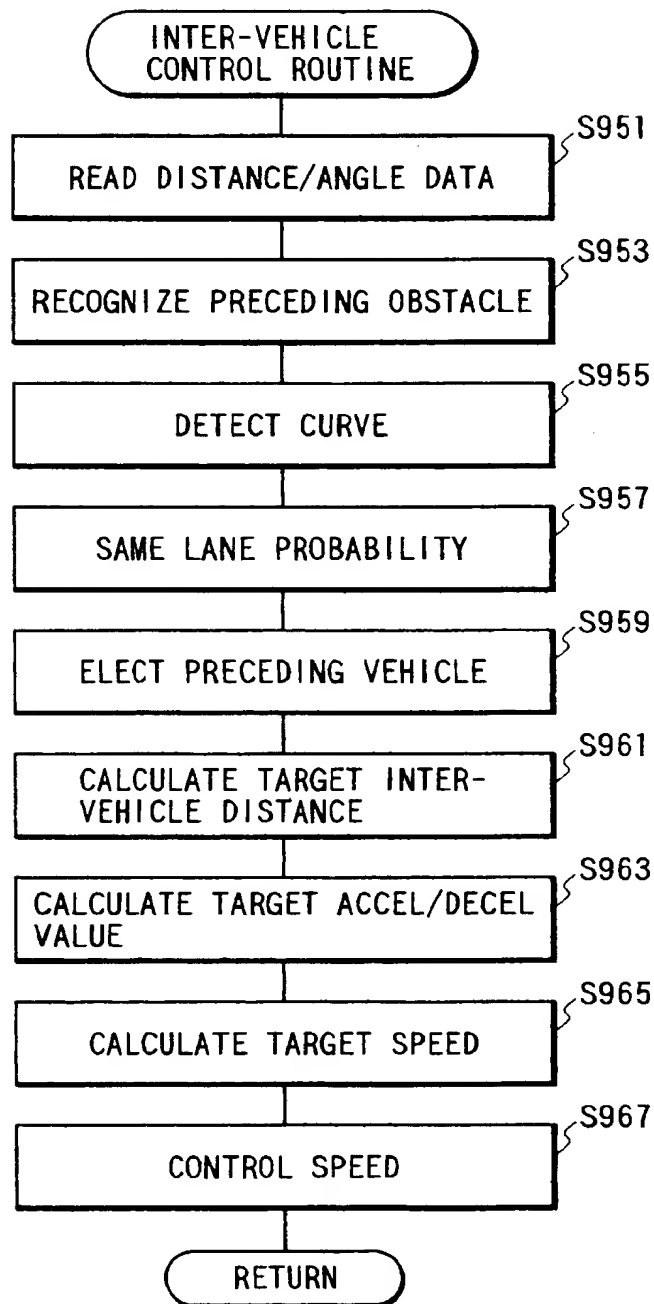 INTER-VEHICLE
CONTROL ROUTINE
S951
READ DISTANCE/ANGLE DATA
S953
RECOGNIZE PRECEDING OBSTACLE
S955
DETECT CURVE
S957
SAME LANE PROBABILITY
S959
ELECT PRECEDING VEHICLE
S961
CALCULATE TARGET INTER-
VEHICLE DISTANCE
S963
CALCULATE TARGET ACCEL/DECEL
VALUE
S965
CALCULATE TARGET SPEED
S967
CONTROL SPEED
RETURN